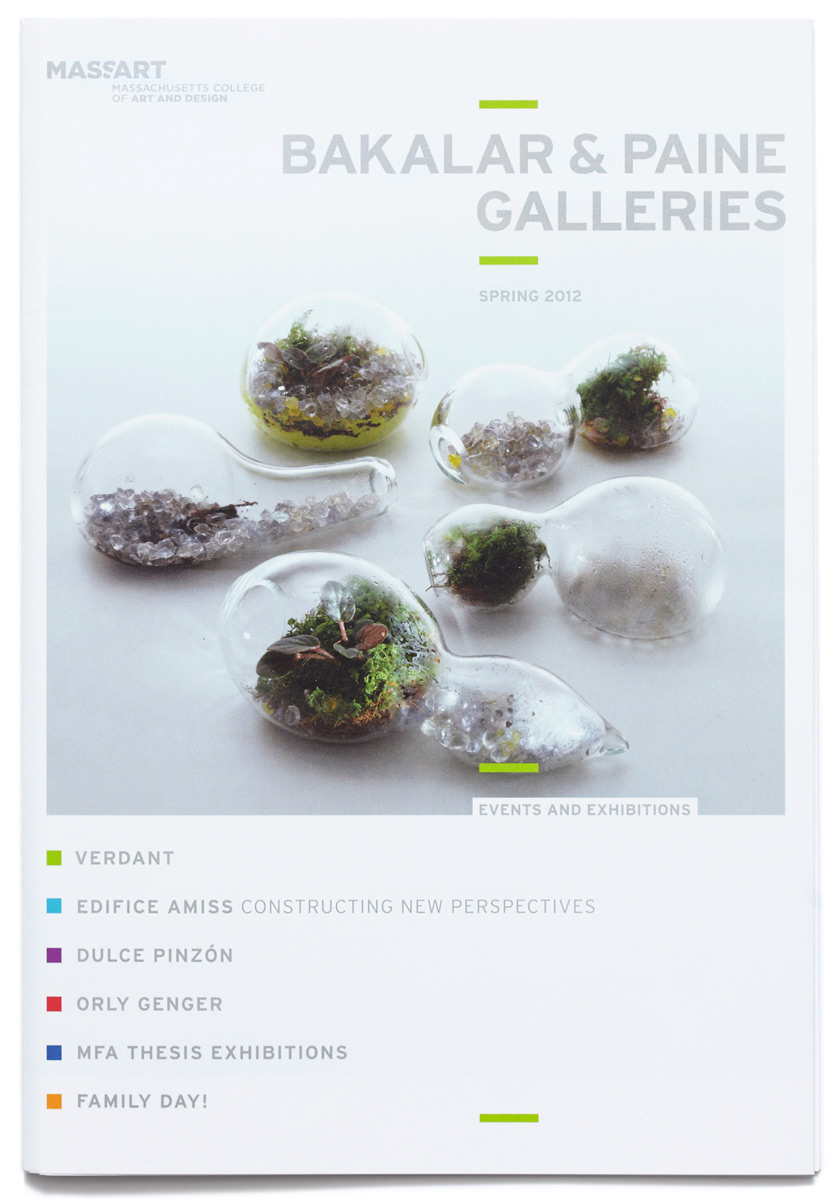 MASSART
MASSACHUSETTS COLLEGE
OF ART AND DESIGN
BAKALAR & PAINE
GALLERIES
SPRING 2012
EVENTS AND EXHIBITIONS
VERDANT
EDIFICE AMISS CONSTRUCTING NEW PERSPECTIVES
DULCE PINZÓN
ORLY GENGER
MFA THESIS EXHIBITIONS
FAMILY DAY!